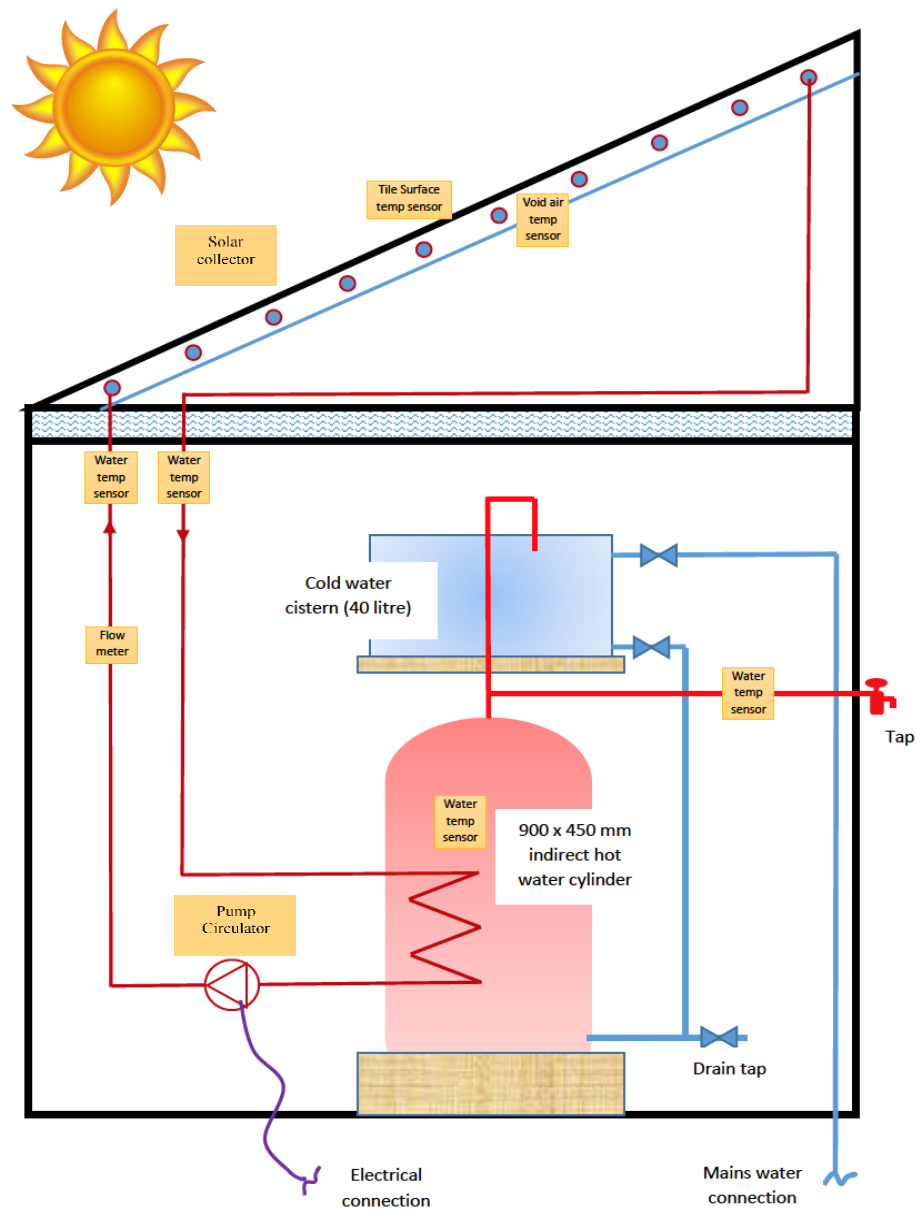 Tile Surface
temp sensor
Void air
temp
sensor
Solar
collector
Water
temp
sensor
Water
temp
sensor
Cold water
cistern (40 litre)
Flow
meter
Water
temp
sensor
Tap
Water
temp
sensor
900 x 450 mm
indirect hot
water cylinder
Pump
Circulator
Drain tap
Electrical
connection
Mains water
connection